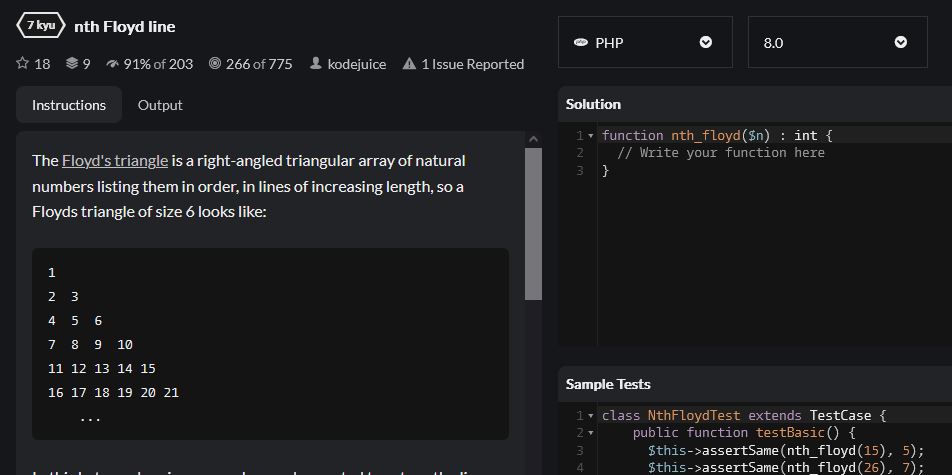 7 kyu nth Floyd line
18 9 91% of 203 266 of 775 kodejuice 1 Issue Reported
Instructions Output
The Floyd's triangle is a right-angled triangular array of natural
numbers listing them in order, in lines of increasing length, so a
Floyds triangle of size 6 looks like:
1
2 3
4 5 6
7 8 9 10
11 12 13 14 15
16 17 18 19 20 21
...
php PHP 8.0
Solution
1 function nth_floyd($n) : int {
2 // Write your function here
3 }
Sample Tests
1 class NthFloydTest extends TestCase {
2 public function testBasic() {
3 $this->assertSame(nth_floyd(15), 5);
4 $this->assertSame(nth_floyd(26), 7);